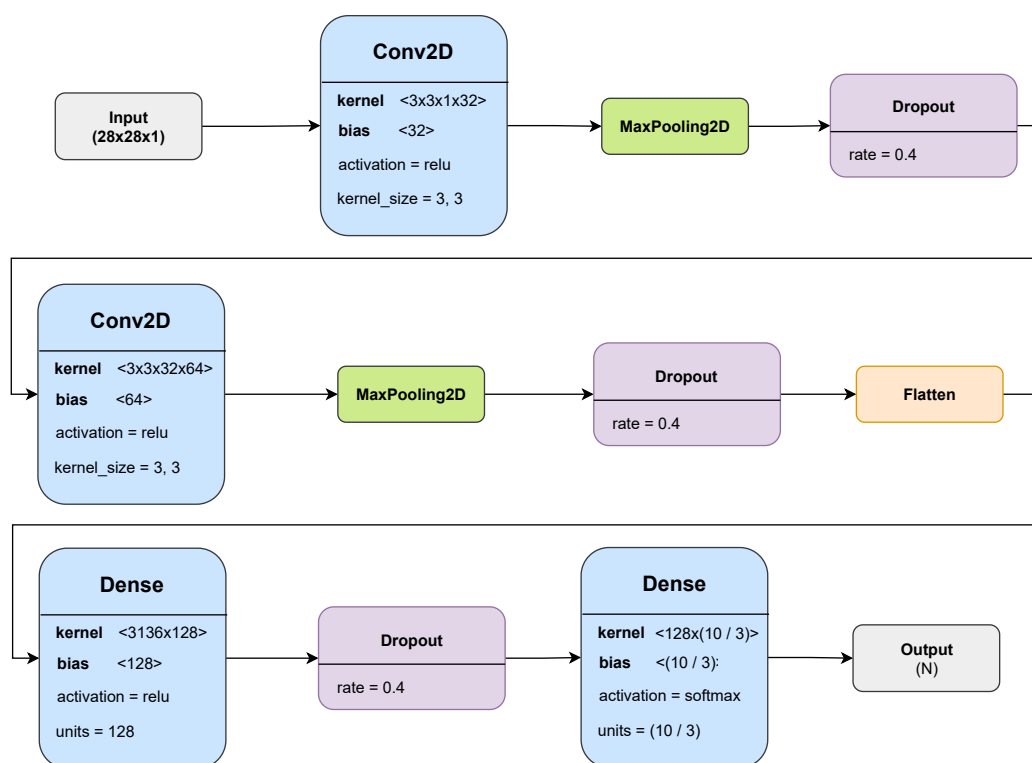 Input
(28x28x1)
Conv2D
kernel <3x3x1x32>
bias <32>
activation = relu
kernel_size = 3, 3
MaxPooling2D
Dropout
rate = 0.4
Conv2D
kernel <3x3x32x64>
bias <64>
activation = relu
kernel_size = 3, 3
MaxPooling2D
Dropout
rate = 0.4
Flatten
Dense
kernel <3136x128>
bias <128>
activation = relu
units = 128
Dropout
rate = 0.4
Dense
kernel <128x(10 / 3)>
bias <(10 / 3):
activation = softmax
units = (10 / 3)
Output
(N)